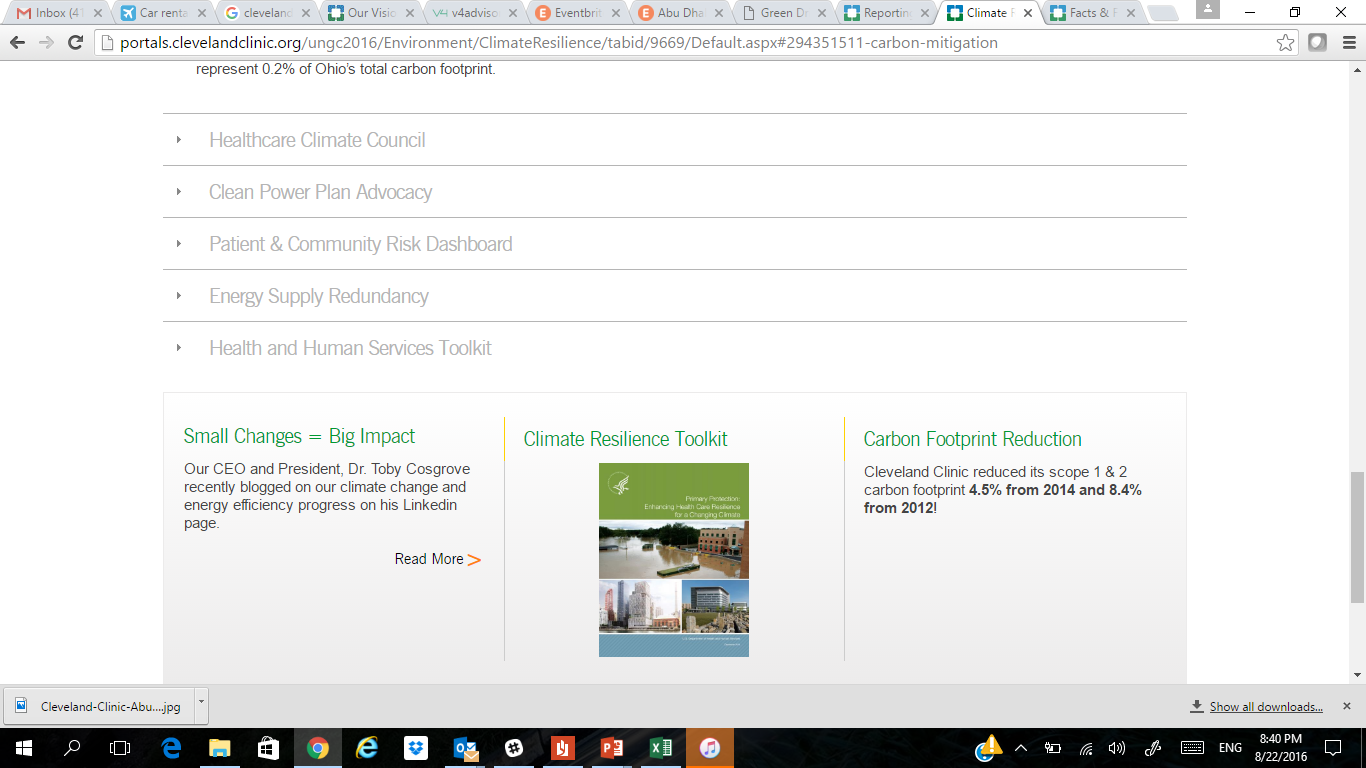 Inbox (41
Car renta
cleveland
Our Visio
v4adviso
Eventbrit
Abu Dha
Green Do
Reporting
Climate R
Facts & F
portals.clevelandclinic.org/ungc2016/Environment/ClimateResilience/tabid/9669/Default.aspx#294351511-carbon-mitigation
represent 0.2% of Ohio's total carbon footprint.
Healthcare Climate Council
Clean Power Plan Advocacy
Patient & Community Risk Dashboard
Energy Supply Redundancy
Health and Human Services Toolkit
Small Changes = Big Impact
Our CEO and President, Dr. Toby Cosgrove
recently blogged on our climate change and
energy efficiency progress on his Linkedin
page.
Read More >
Climate Resilience Toolkit
Primary Protection:
Enhancing Health Care Resilience
for a Changing Climate
Carbon Footprint Reduction
Cleveland Clinic reduced its scope 1 & 2
carbon footprint 4.5% from 2014 and 8.4%
from 2012!
Cleveland-Clinic-Abu....jpg
Show all downloads...
ENG
8:40 PM
8/22/2016